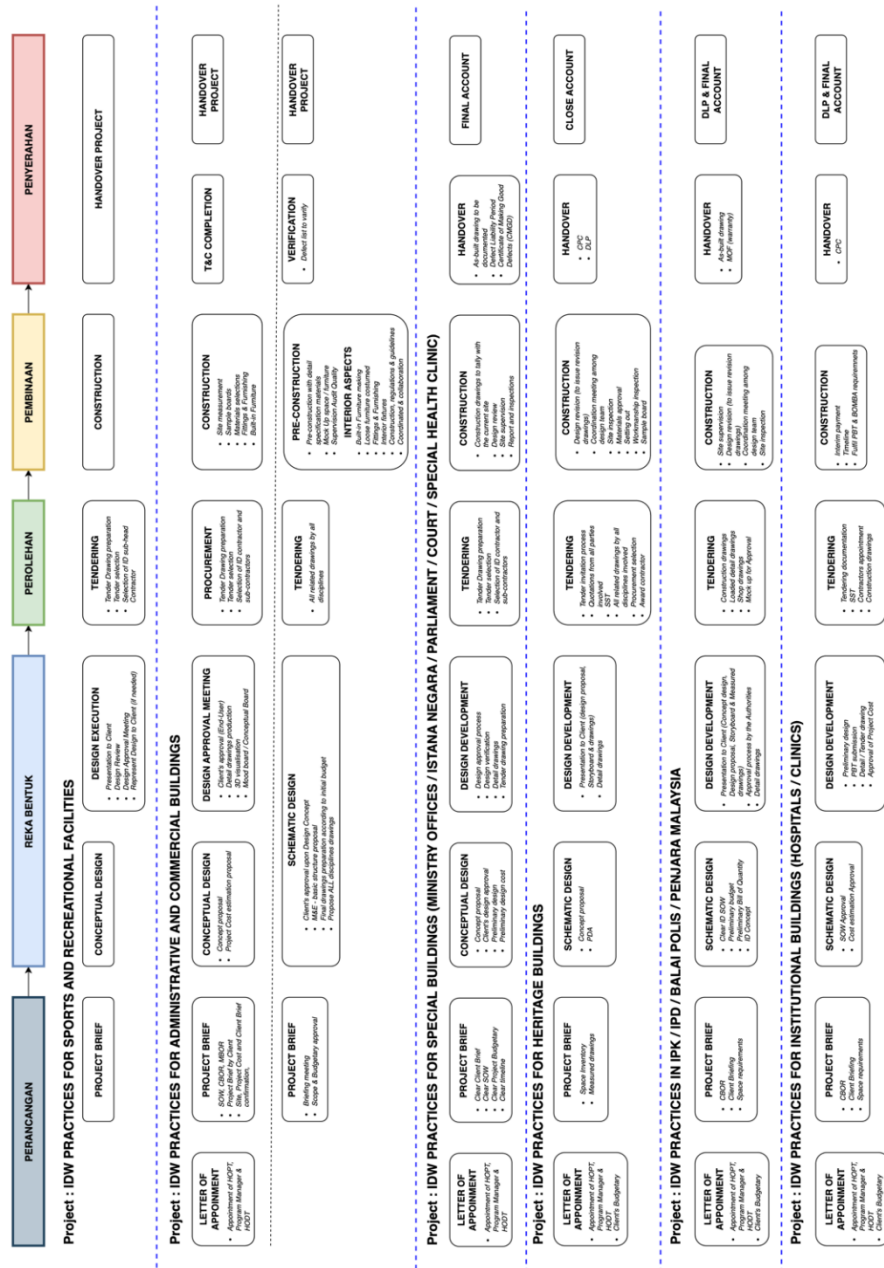 PERANCANGAN
REKA BENTUK
PEROLEHAN
PEMBINAAN
PENYERAHAN
Project : IDW PRACTICES FOR SPORTS AND RECREATIONAL FACILITIES
PROJECT BRIEF
CONCEPTUAL DESIGN
DESIGN EXECUTION
• Presentation to Client
• Design Review
• Design Approval Meeting
• Represent Design to Client (if needed)
TENDERING
• Tender Drawing preparation
• Tender selection
• Selection of ID sub-head
Contractor
CONSTRUCTION
HANDOVER PROJECT
Project : IDW PRACTICES FOR ADMINISTRATIVE AND COMMERCIAL BUILDINGS
LETTER OF
APPOINMENT
• Appointment of HOPT,
Program Manager &
HODT
PROJECT BRIEF
• SOW, CBOR, MBOR
• Project Brief by Client
• Site, Project Cost and Client Brief
confirmation,
CONCEPTUAL DESIGN
• Concept proposal
• Project Cost estimation proposal
DESIGN APPROVAL MEETING
• Client's approval (End-User)
• Detail drawings production
• 3D visualisation
• Mood board / Conceptual Board
PROCUREMENT
• Tender Drawing preparation
• Tender selection
• Selection of ID contractor and
sub-contractors
CONSTRUCTION
• Site measurement
• Sample boards
• Materials selections
• Fittings & Furnishing
• Built-in Furniture
T&C COMPLETION
HANDOVER
PROJECT
PROJECT BRIEF
• Briefing meeting
• Scope & Budgetary approval
SCHEMATIC DESIGN
• Client's approval upon Design Concept
• M&E - basic structure proposal
• Final drawings preparation according to initial budget
• Propose ALL disciplines drawings
TENDERING
All related drawings by all
disciplines
PRE-CONSTRUCTION
• Pre-construction with detail
specification materials
• Mock Up space / furniture
• Supervision Audit Quality
INTERIOR ASPECTS
• Built-in Furniture making
• Loose furniture costumed
• Fittings & Furnishing
• Interior fixtures
• Construction, regulations & guidelines
• Coordinated & collaboration
VERIFICATION
• Defect list to varify
HANDOVER
PROJECT
Project : IDW PRACTICES FOR SPECIAL BUILDINGS (MINISTRY OFFICES / ISTANA NEGARA / PARLIAMENT / COURT / SPECIAL HEALTH CLINIC)
LETTER OF
APPOINMENT
• Appointment of HOPT,
Program Manager &
HODT
PROJECT BRIEF
• Clear Client Brief
• Clear SOW
• Clear Project Budgetary
• Clear timeline
CONCEPTUAL DESIGN
• Concept proposal
• Client's design approval
• Preliminary design
• Preliminary design cost
DESIGN DEVELOPMENT
• Design approval process
• Design verification
• Detail drawings
• Tender drawing preparation
TENDERING
• Tender Drawing preparation
• Tender selection
• Selection of ID contractor and
sub-contractors
CONSTRUCTION
• Construction drawings to tally with
the current site
• Design review
• Site supervision
• Report and inspections
HANDOVER
• As-built drawing to be
documented
• Defect Liability Period
• Certificate of Making Good
Defects (CMGD)
FINAL ACCOUNT
Project : IDW PRACTICES FOR HERITAGE BUILDINGS
LETTER OF
APPOINMENT
• Appointment of HOPT,
Program Manager &
HODT
• Client's Budgetary
PROJECT BRIEF
• Space Inventory
• Measured drawings
SCHEMATIC DESIGN
• Concept proposal
• PDA
DESIGN DEVELOPMENT
• Presentation to Client (design proposal,
Storyboard & drawings)
• Detail drawings
TENDERING
• Tender invitation process
• Quotations from all parties
involved
• SST
• All related drawings by all
disciplines involved
• Procurement selection
• Award contractor
CONSTRUCTION
• Design revision (to issue revision
drawings)
• Coordination meeting among
design team
• Site inspection
• Materials approval
• Setting out
• Workmanship inspection
• Sample board
HANDOVER
• CPC
• DLP
CLOSE ACCOUNT
Project : IDW PRACTICES IN IPK / IPD / BALAI POLIS / PENJARA MALAYSIA
LETTER OF
APPOINMENT
• Appointment of HOPT,
Program Manager &
HODT
• Client's Budgetary
PROJECT BRIEF
• CBOR
• Client Briefing
• Space requirements
SCHEMATIC DESIGN
• Clear ID SOW
• Preliminary budget
• Preliminary Bill of Quantity
• ID Concept
DESIGN DEVELOPMENT
• Presentation to Client (Concept design,
Design proposal, Storyboard & Measured
drawings)
• Approval process by the Authorities
• Detail drawings
TENDERING
• Construction drawings
• Loaded detail drawings
• Shop drawings
• Mock up for Approval
CONSTRUCTION
• Site supervision
• Design revision (to issue revision
drawings)
• Coordination meeting among
design team
• Site inspection
HANDOVER
• As-built drawing
• MOF (warranty)
DLP & FINAL
ACCOUNT
Project : IDW PRACTICES FOR INSTITUTIONAL BUILDINGS (HOSPITALS / CLINICS)
LETTER OF
APPOINMENT
• Appointment of HOPT,
Program Manager &
HODT
• Client's Budgetary
PROJECT BRIEF
• CBOR
• Client Briefing
• Space requirements
SCHEMATIC DESIGN
• SOW Approval
• Cost estimation Approval
DESIGN DEVELOPMENT
• Preliminary design
• PBT submission
• Detail / Tender drawing
• Approval of Project Cost
TENDERING
• Tendering documentation
• SST
• Contractors appointment
• Construction drawings
CONSTRUCTION
• Interim payment
• Timeline
• Fulfil PBT & BOMBA requiremnets
HANDOVER
• CPC
DLP & FINAL
ACCOUNT